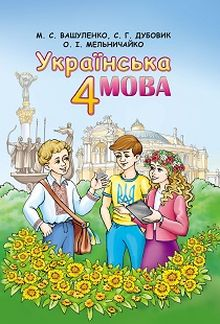 М. С. ВАШУЛЕНКО, С. Г. ДУБОВИК
О. І. МЕЛЬНИЧАЙКО
Українська
4 МОВА